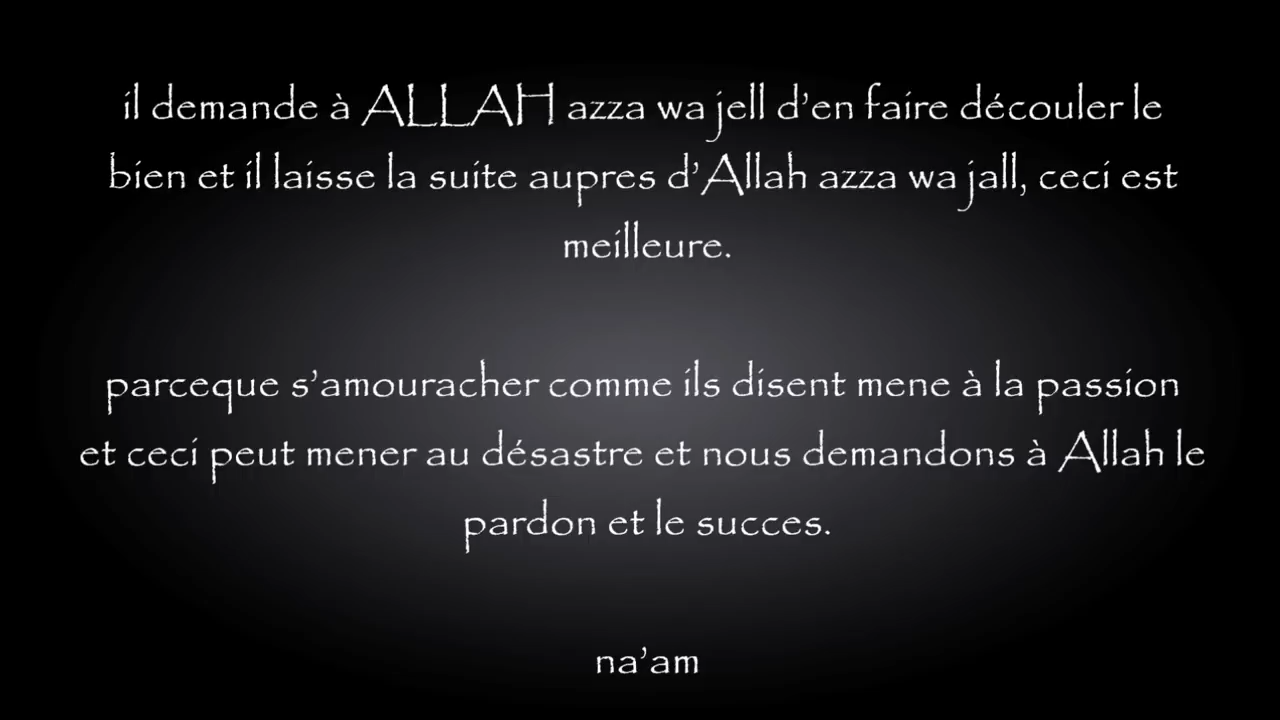 il demande à ALLAH azza wa jell d’en faire découler le
bien et il laisse la suite aupres d’Allah azza wa jall, ceci est
meilleure.
parceque s’amouracher comme ils disent mene à la passion
et ceci peut mener au désastre et nous demandons à Allah le
pardon et le succes.
na’am